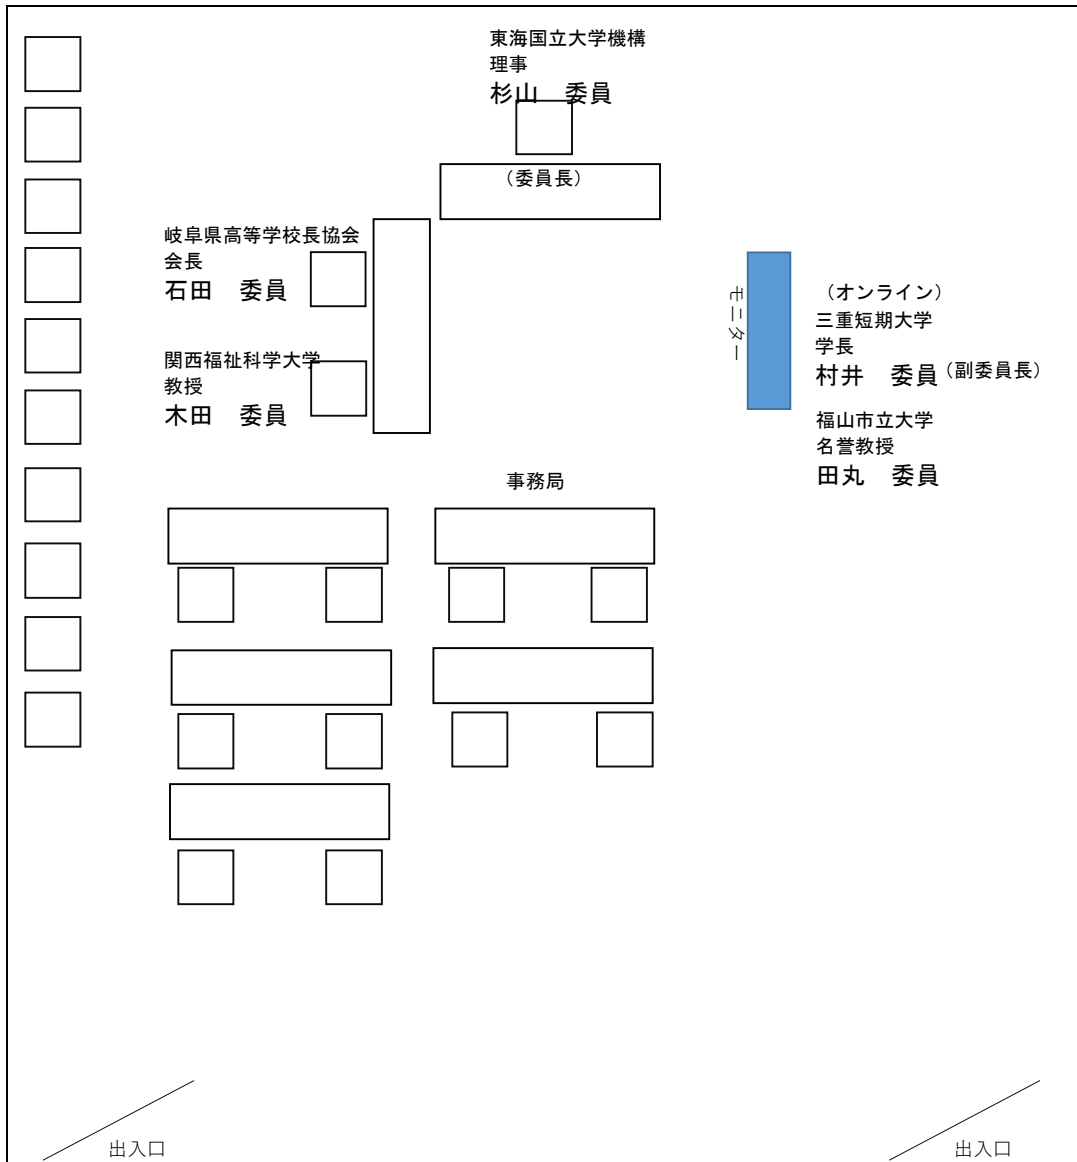 東海国立大学機構
理事
杉山　委員
（委員長）
岐阜県高等学校長協会
会長
石田　委員
関西福祉科学大学
教授
木田　委員
モニター
（オンライン）
三重短期大学
学長
村井　委員（副委員長）
福山市立大学
名誉教授
田丸　委員
事務局
出入口
出入口